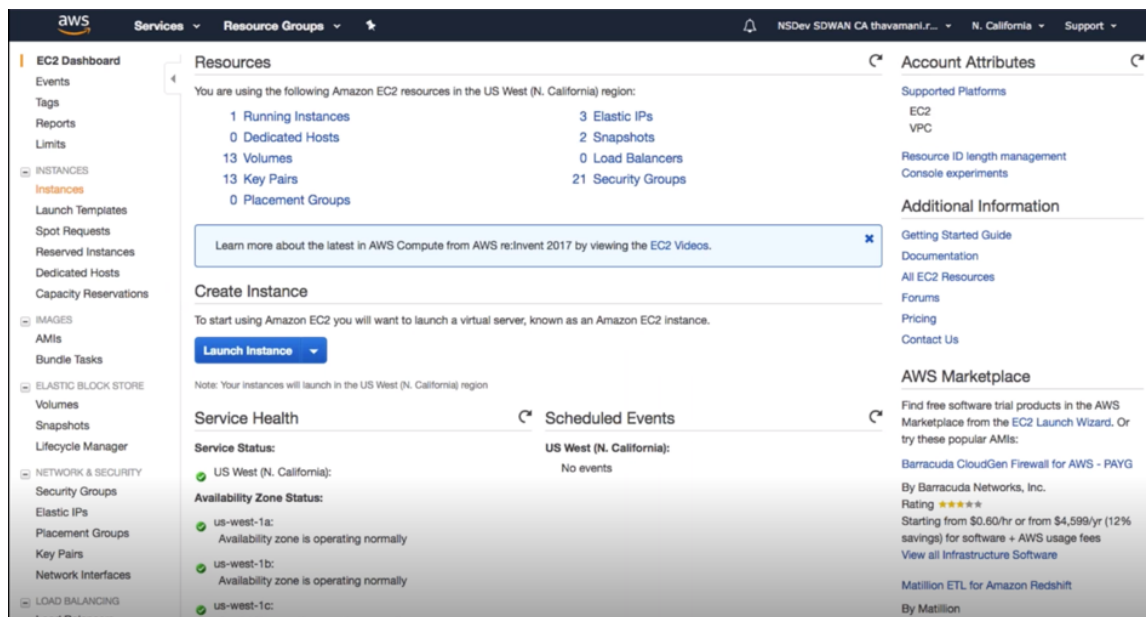 aws
Services
Resource Groups
NSDev SDWAN CA thavamani.r...
N. California
Support
EC2 Dashboard
Events
Tags
Reports
Limits
INSTANCES
Instances
Launch Templates
Spot Requests
Reserved Instances
Dedicated Hosts
Capacity Reservations
IMAGES
AMIs
Bundle Tasks
ELASTIC BLOCK STORE
Volumes
Snapshots
Lifecycle Manager
NETWORK & SECURITY
Security Groups
Elastic IPs
Placement Groups
Key Pairs
Network Interfaces
LOAD BALANCING
Resources
You are using the following Amazon EC2 resources in the US West (N. California) region:
1 Running Instances
0 Dedicated Hosts
13 Volumes
13 Key Pairs
0 Placement Groups
3 Elastic IPs
2 Snapshots
0 Load Balancers
21 Security Groups
Learn more about the latest in AWS Compute from AWS re:Invent 2017 by viewing the EC2 Videos.
Create Instance
To start using Amazon EC2 you will want to launch a virtual server, known as an Amazon EC2 instance.
Launch Instance
Note: Your instances will launch in the US West (N. California) region
Service Health
Service Status:
US West (N. California):
Availability Zone Status:
us-west-1a:
Availability zone is operating normally
us-west-1b:
Availability zone is operating normally
us-west-1c:
Scheduled Events
US West (N. California):
No events
Account Attributes
Supported Platforms
EC2
VPC
Resource ID length management
Console experiments
Additional Information
Getting Started Guide
Documentation
All EC2 Resources
Forums
Pricing
Contact Us
AWS Marketplace
Find free software trial products in the AWS
Marketplace from the EC2 Launch Wizard. Or
try these popular AMIs:
Barracuda CloudGen Firewall for AWS - PAYG
By Barracuda Networks, Inc.
Rating
Starting from $0.60/hr or from $4,599/yr (12%
savings) for software + AWS usage fees
View all Infrastructure Software
Matillion ETL for Amazon Redshift
By Matillion